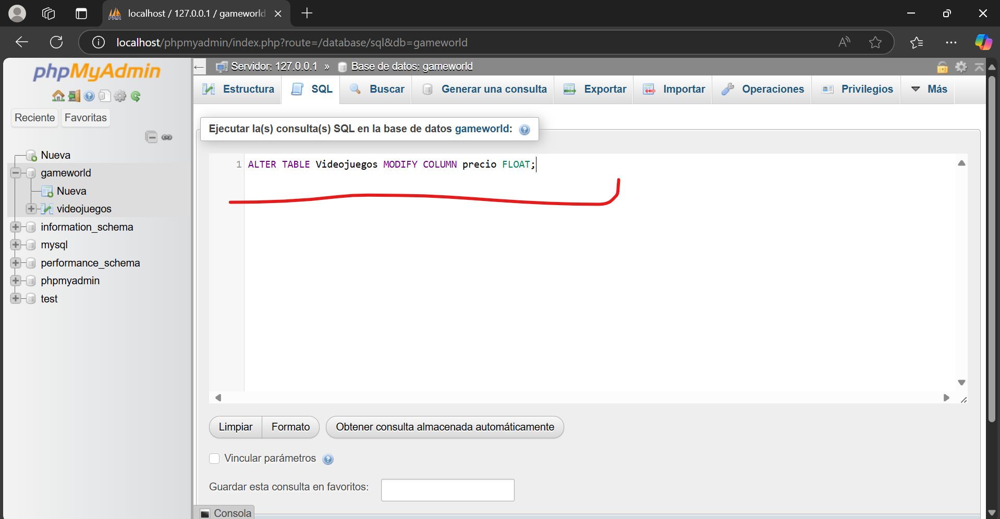 localhost / 127.0.0.1 / gameworld
localhost/phpmyadmin/index.php?route=/database/sql&db=gameworld
phpMyAdmin
Reciente Favoritas
Nueva
gameworld
Nueva
videojuegos
information_schema
mysql
performance_schema
phpmyadmin
test
Servidor: 127.0.0.1 » Base de datos: gameworld
Estructura SQL Buscar Generar una consulta Exportar Importar Operaciones Privilegios Más
Ejecutar la(s) consulta(s) SQL en la base de datos gameworld:
1 ALTER TABLE Videojuegos MODIFY COLUMN precio FLOAT;
Limpiar Formato Obtener consulta almacenada automáticamente
Vincular parámetros
Guardar esta consulta en favoritos:
Consola